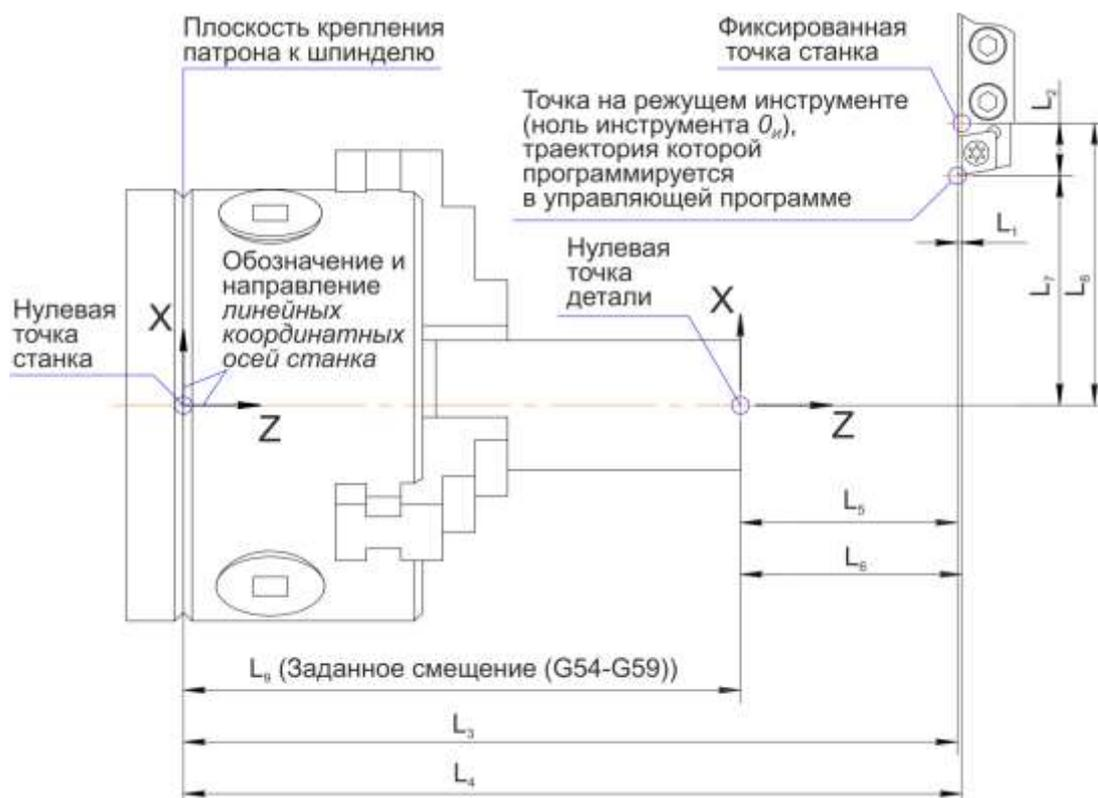 Плоскость крепления
патрона к шпинделю
Фиксированная
точка станка
Точка на режущем инструменте
(ноль инструмента 0и),
траектория которой
программируется
в управляющей программе
L₂
L₁
L₇
L₈
Обозначение и
направление
линейных
координатных
осей станка
Нулевая
точка
станка
X
Z
Нулевая
точка
детали
X
Z
L₅
L₆
L₉ (Заданное смещение (G54-G59))
L₃
L₄